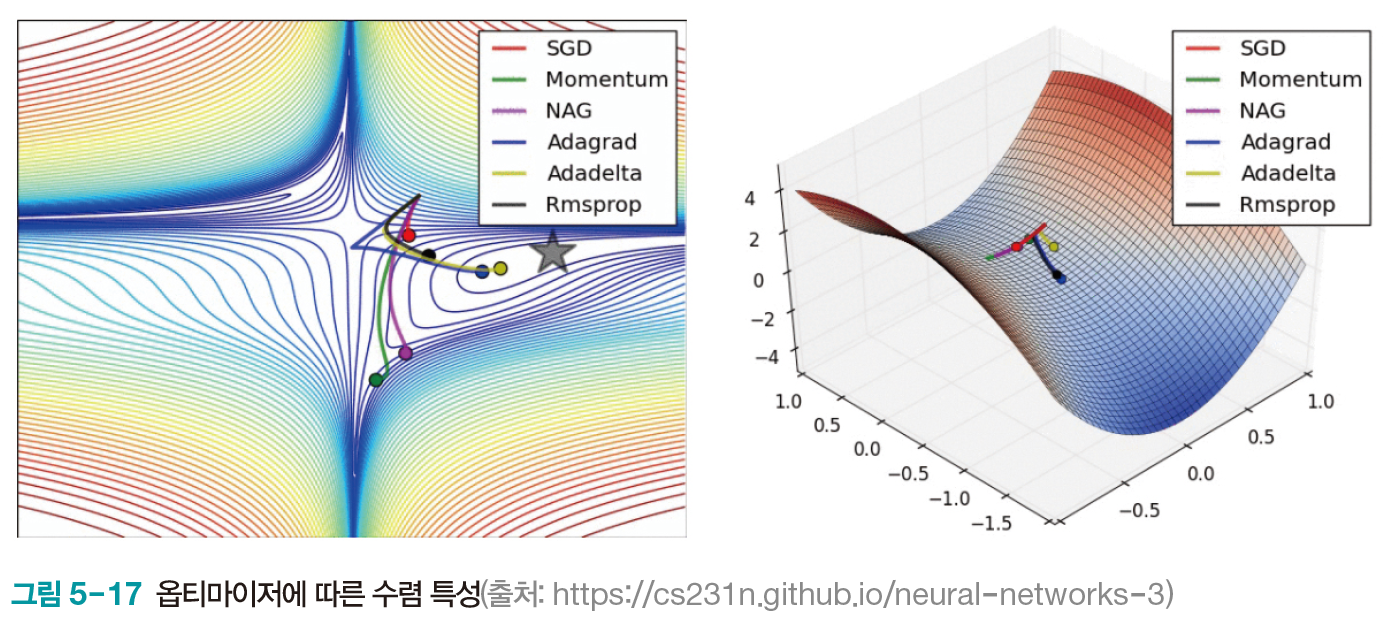 SGD
Momentum
NAG
Adagrad
Adadelta
Rmsprop
SGD
Momentum
NAG
Adagrad
Adadelta
Rmsprop
4
2
0
−2
−4
1.0
0.5
0.0
−0.5
−1.0
−1.5
1.0
0.5
0.0
−0.5
그림 5-17 옵티마이저에 따른 수렴 특성(출처: https://cs231n.github.io/neural-networks-3)